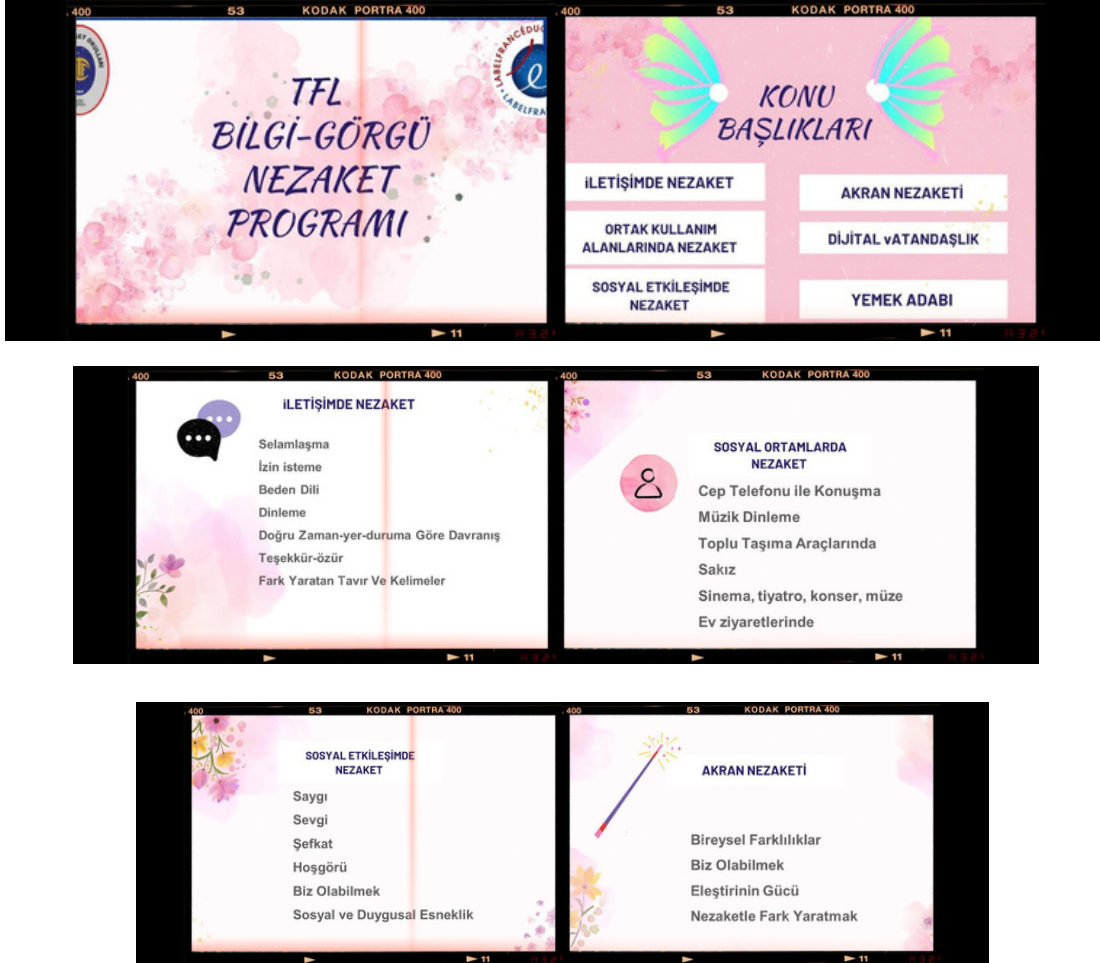 400 53 KODAK PORTRA 400
400 53 KODAK PORTRA 400
TFL
BİLGİ-GÖRGÜ
NEZAKET
PROGRAMI
KONU
BAŞLIKLARI
iLETİŞİMDE NEZAKET
ORTAK KULLANIM
ALANLARINDA NEZAKET
SOSYAL ETKİLEŞİMDE
NEZAKET
AKRAN NEZAKETİ
DİJİTAL vATANDAŞLIK
YEMEK ADABI
11
11
400 53 KODAK PORTRA 400
400 53 KODAK PORTRA 400
iLETİŞİMDE NEZAKET
Selamlaşma
İzin isteme
Beden Dili
Dinleme
Doğru Zaman-yer-duruma Göre Davranış
Teşekkür-özür
Fark Yaratan Tavır Ve Kelimeler
SOSYAL ORTAMLARDA
NEZAKET
Cep Telefonu ile Konuşma
Müzik Dinleme
Toplu Taşıma Araçlarında
Sakız
Sinema, tiyatro, konser, müze
Ev ziyaretlerinde
11
11
400 53 KODAK PORTRA 400
400 53 KODAK PORTRA 400
SOSYAL ETKİLEŞİMDE
NEZAKET
Saygı
Sevgi
Şefkat
Hoşgörü
Biz Olabilmek
Sosyal ve Duygusal Esneklik
AKRAN NEZAKETİ
Bireysel Farklılıklar
Biz Olabilmek
Eleştirinin Gücü
Nezaketle Fark Yaratmak
11
11